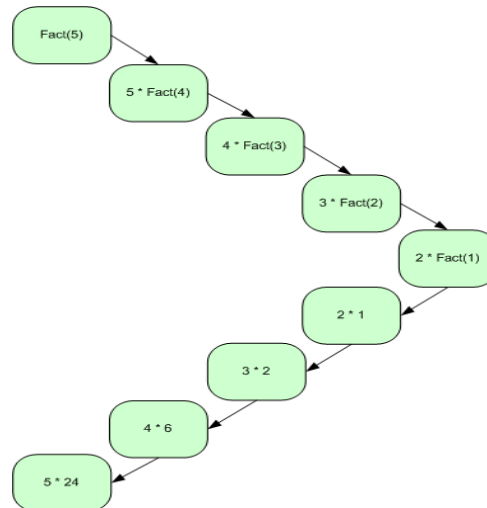 Fact(5)
5 * Fact(4)
4 * Fact(3)
3 * Fact(2)
2 * Fact(1)
2 * 1
3 * 2
4 * 6
5 * 24